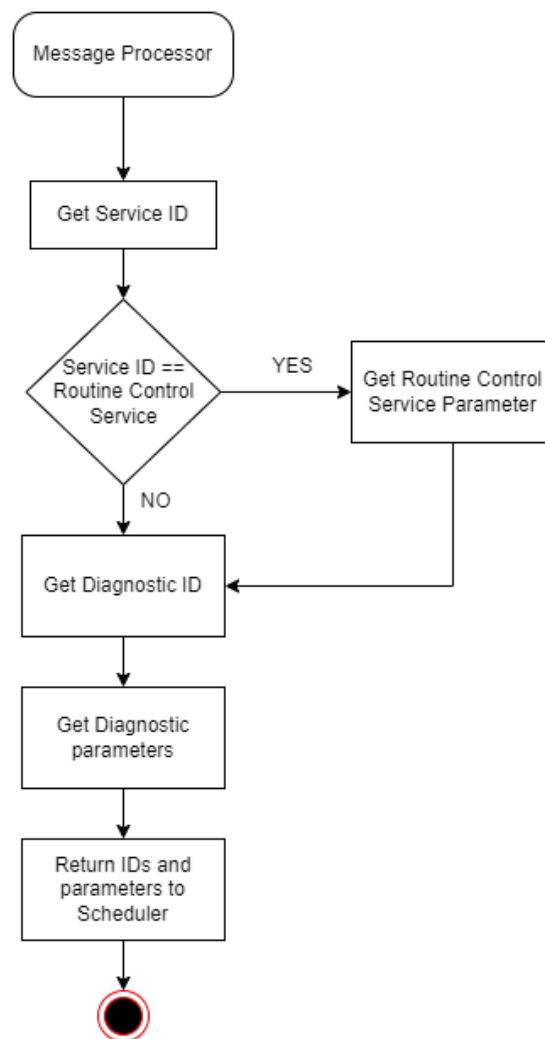 Message Processor
Get Service ID
Service ID ==
Routine Control
Service
YES
Get Routine Control
Service Parameter
NO
Get Diagnostic ID
Get Diagnostic
parameters
Return IDs and
parameters to
Scheduler